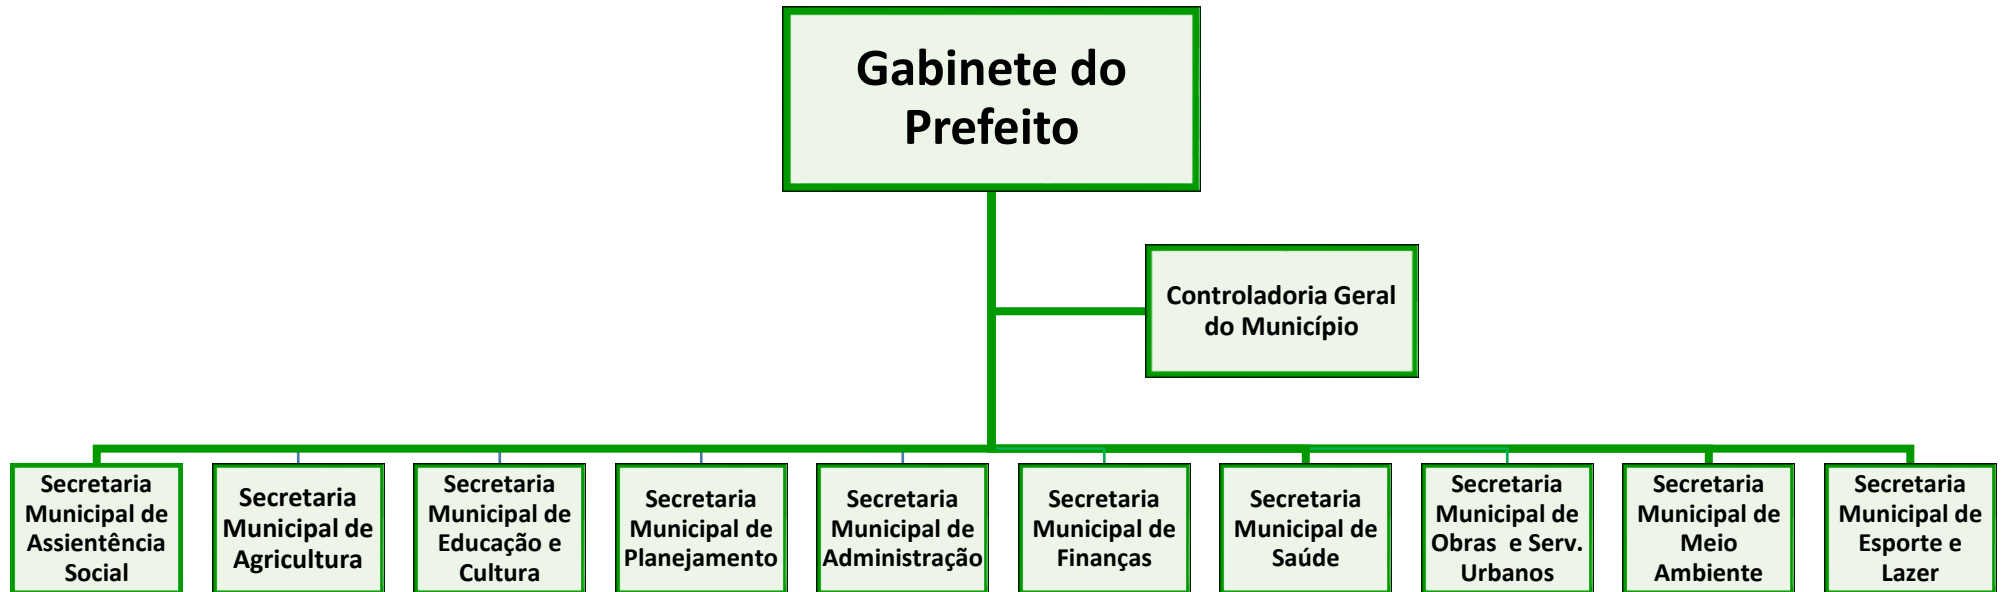 Gabinete do
Prefeito
Controladoria Geral
do Município
Secretaria
Municipal de
Assientência
Social
Secretaria
Municipal de
Agricultura
Secretaria
Municipal de
Educação e
Cultura
Secretaria
Municipal de
Planejamento
Secretaria
Municipal de
Administração
Secretaria
Municipal de
Finanças
Secretaria
Municipal de
Saúde
Secretaria
Municipal de
Obras e Serv.
Urbanos
Secretaria
Municipal de
Meio
Ambiente
Secretaria
Municipal de
Esporte e
Lazer